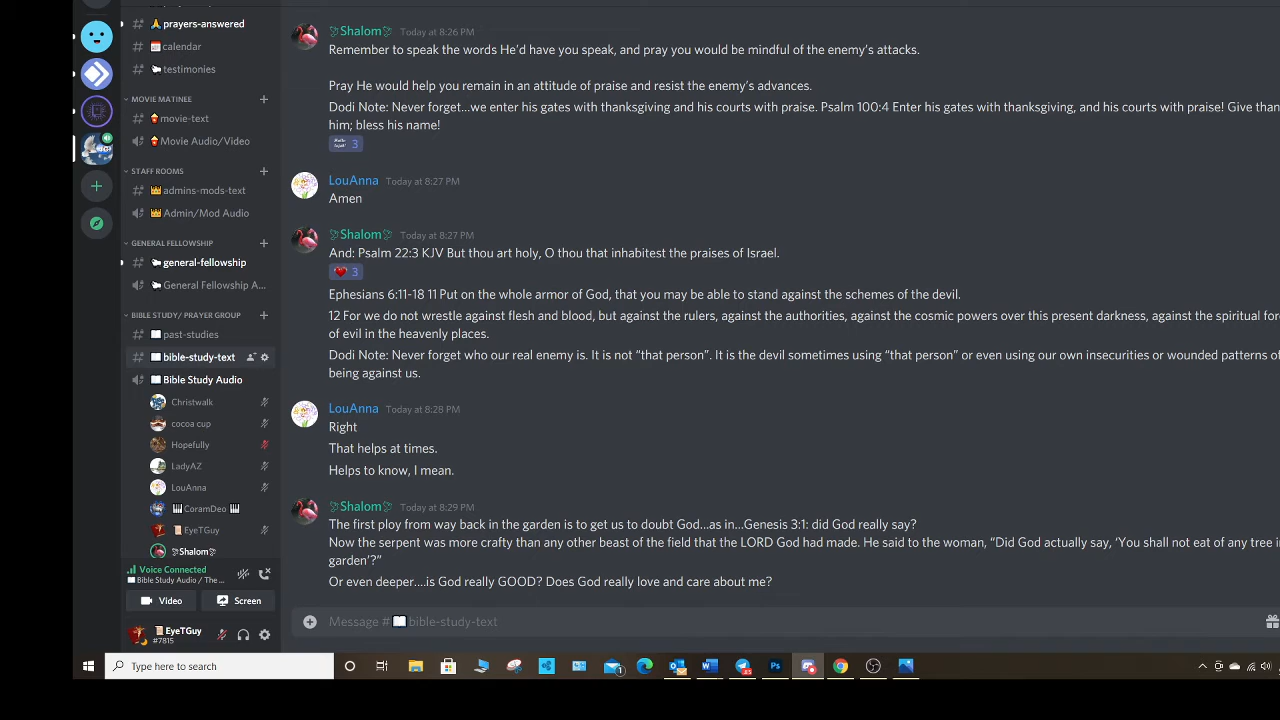 prayers-answered
calendar
testimonies
MOVIE MATINEE
movie-text
Movie Audio/Video
STAFF ROOMS
admins-mods-text
Admin/Mod Audio
GENERAL FELLOWSHIP
general-fellowship
General Fellowship A...
BIBLE STUDY/ PRAYER GROUP
past-studies
bible-study-text
Bible Study Audio
Christwalk
cocoa cup
Hopefully
LadyAZ
LouAnna
CoramDeo
EyeTGuy
Shalom
Voice Connected
Bible Study Audio / The ...
Video Screen
EyeTGuy
#7815
Shalom Today at 8:26 PM
Remember to speak the words He'd have you speak, and pray you would be mindful of the enemy's attacks.
Pray He would help you remain in an attitude of praise and resist the enemy's advances.
Dodi Note: Never forget...we enter his gates with thanksgiving and his courts with praise. Psalm 100:4 Enter his gates with thanksgiving, and his courts with praise! Give
him; bless his name!
3
LouAnna Today at 8:27 PM
Amen
Shalom Today at 8:27 PM
And: Psalm 22:3 KJV But thou art holy, O thou that inhabitest the praises of Israel.
3
Ephesians 6:11-18 11 Put on the whole armor of God, that you may be able to stand against the schemes of the devil.
12 For we do not wrestle against flesh and blood, but against the rulers, against the authorities, against the cosmic powers over this present darkness, against the spiritual
of evil in the heavenly places.
Dodi Note: Never forget who our real enemy is. It is not "that person". It is the devil sometimes using "that person" or even using our own insecurities or wounded patterns of
being against us.
LouAnna Today at 8:28 PM
Right
That helps at times.
Helps to know, I mean.
Shalom Today at 8:29 PM
The first ploy from way back in the garden is to get us to doubt God...as in...Genesis 3:1: did God really say?
Now the serpent was more crafty than any other beast of the field that the LORD God had made. He said to the woman, "Did God actually say, 'You shall not eat of any tree in
garden'?"
Or even deeper....is God really GOOD? Does God really love and care about me?
Message # bible-study-text
Type here to search